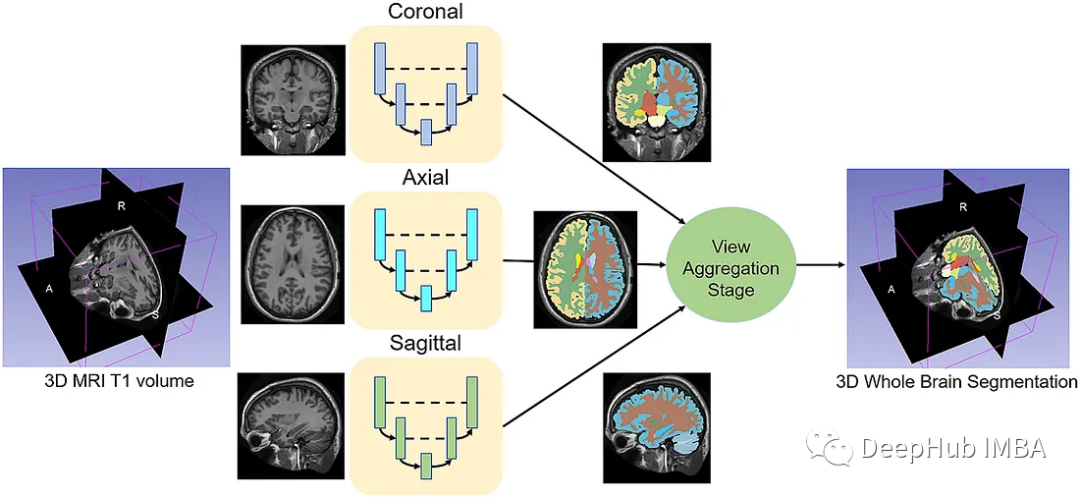 Coronal
Axial
Sagittal
R
A
S
3D MRI T1 volume
View
Aggregation
Stage
R
A
S
3D Whole Brain Segmentation
DeepHub IMBA